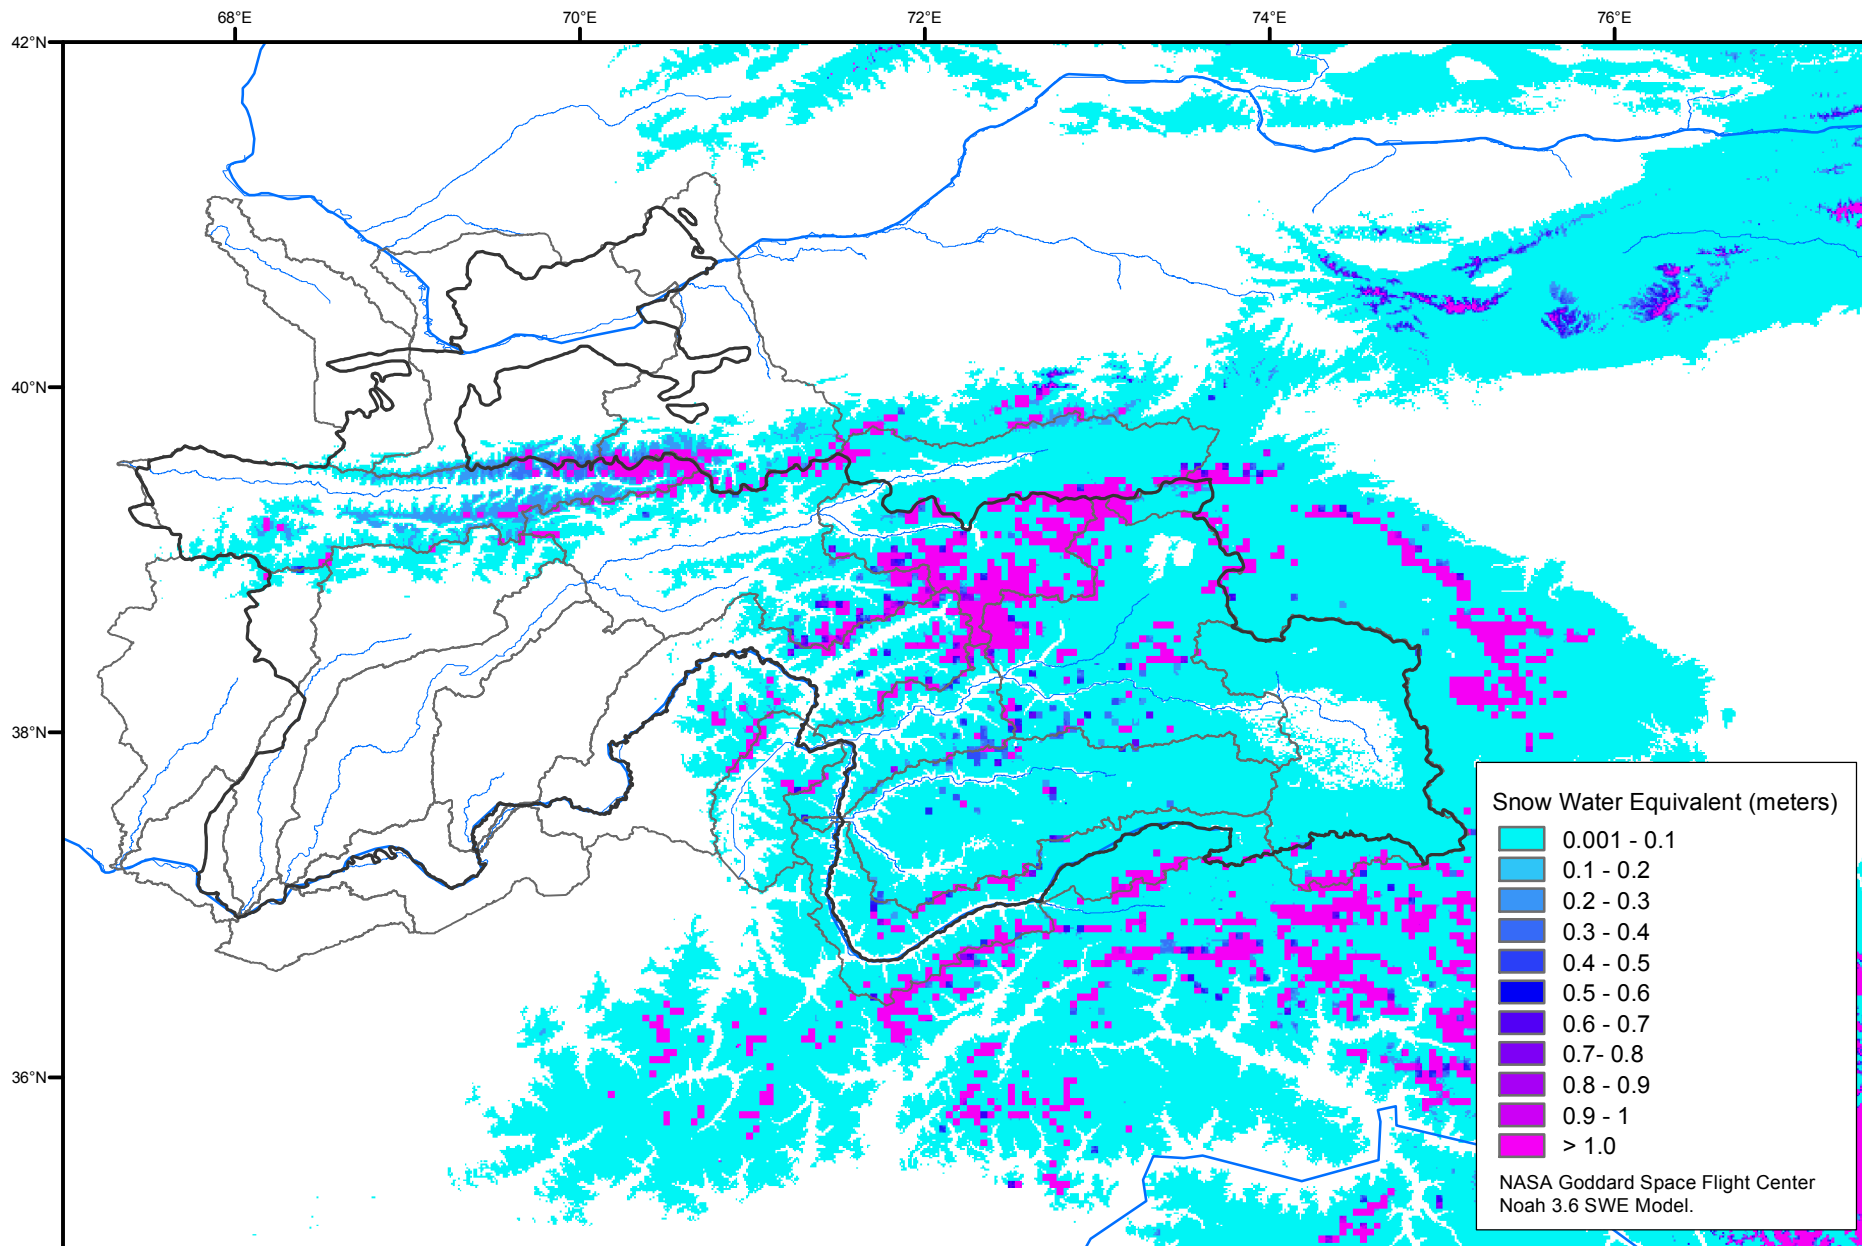 68°E
70°E
72°E
74°E
76°E
42°N
40°N
38°N
36°N
Snow Water Equivalent (meters)
0.001 - 0.1
0.1 - 0.2
0.2 - 0.3
0.3 - 0.4
0.4 - 0.5
0.5 - 0.6
0.6 - 0.7
0.7- 0.8
0.8 - 0.9
0.9 - 1
> 1.0
NASA Goddard Space Flight Center
Noah 3.6 SWE Model.